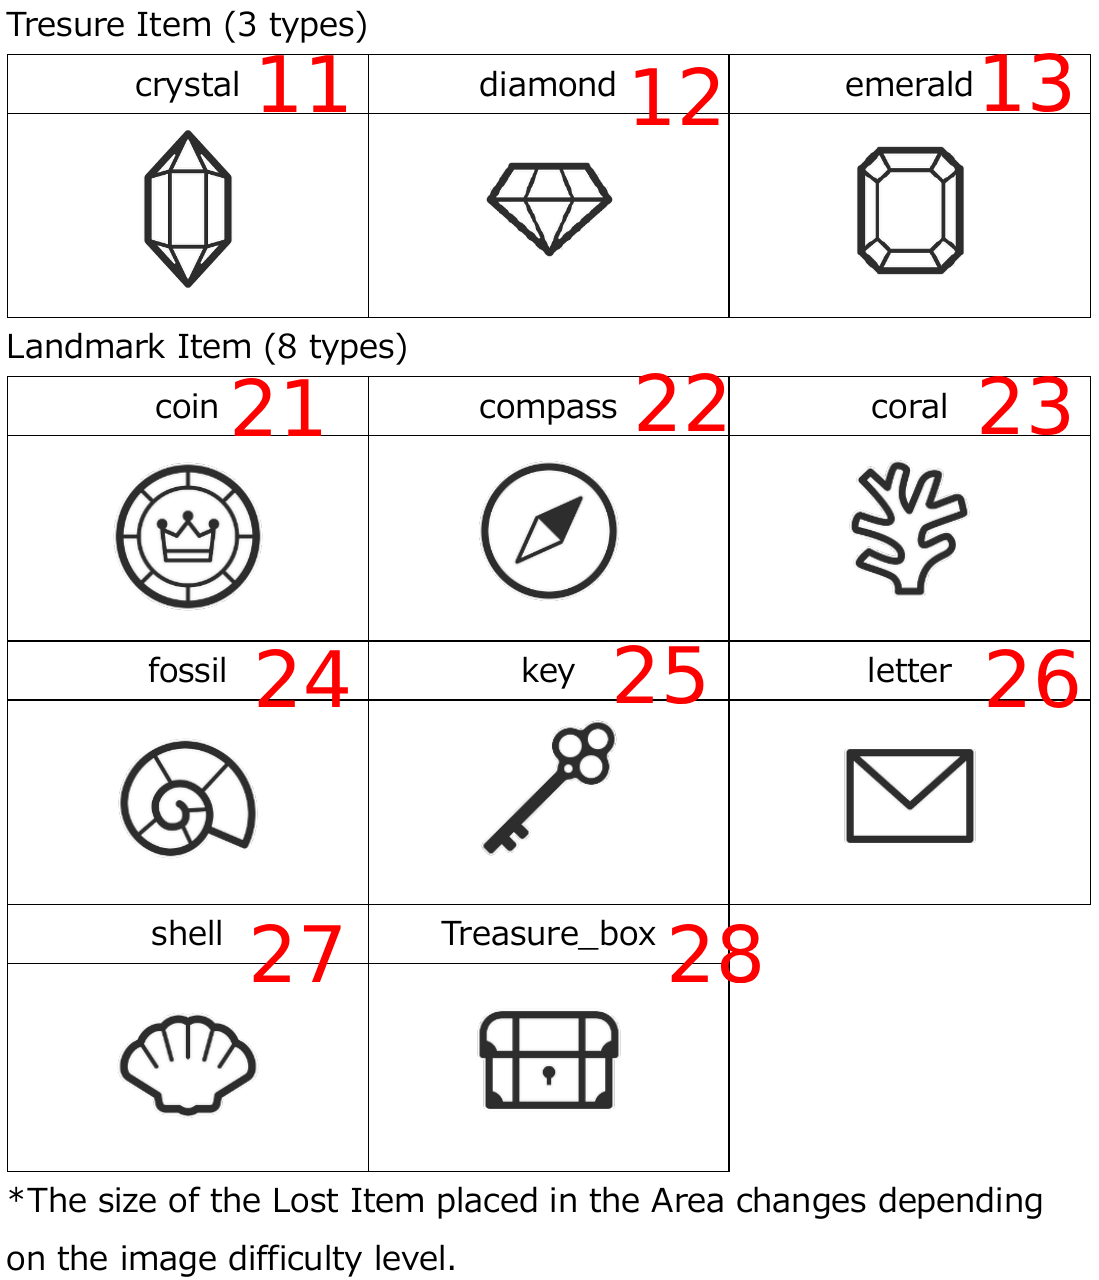 Tresure Item (3 types)
crystal 11 diamond 12 emerald 13
Landmark Item (8 types)
coin 21 compass 22 coral 23
fossil 24 key 25 letter 26
shell 27 Treasure_box 28
*The size of the Lost Item placed in the Area changes depending
on the image difficulty level.